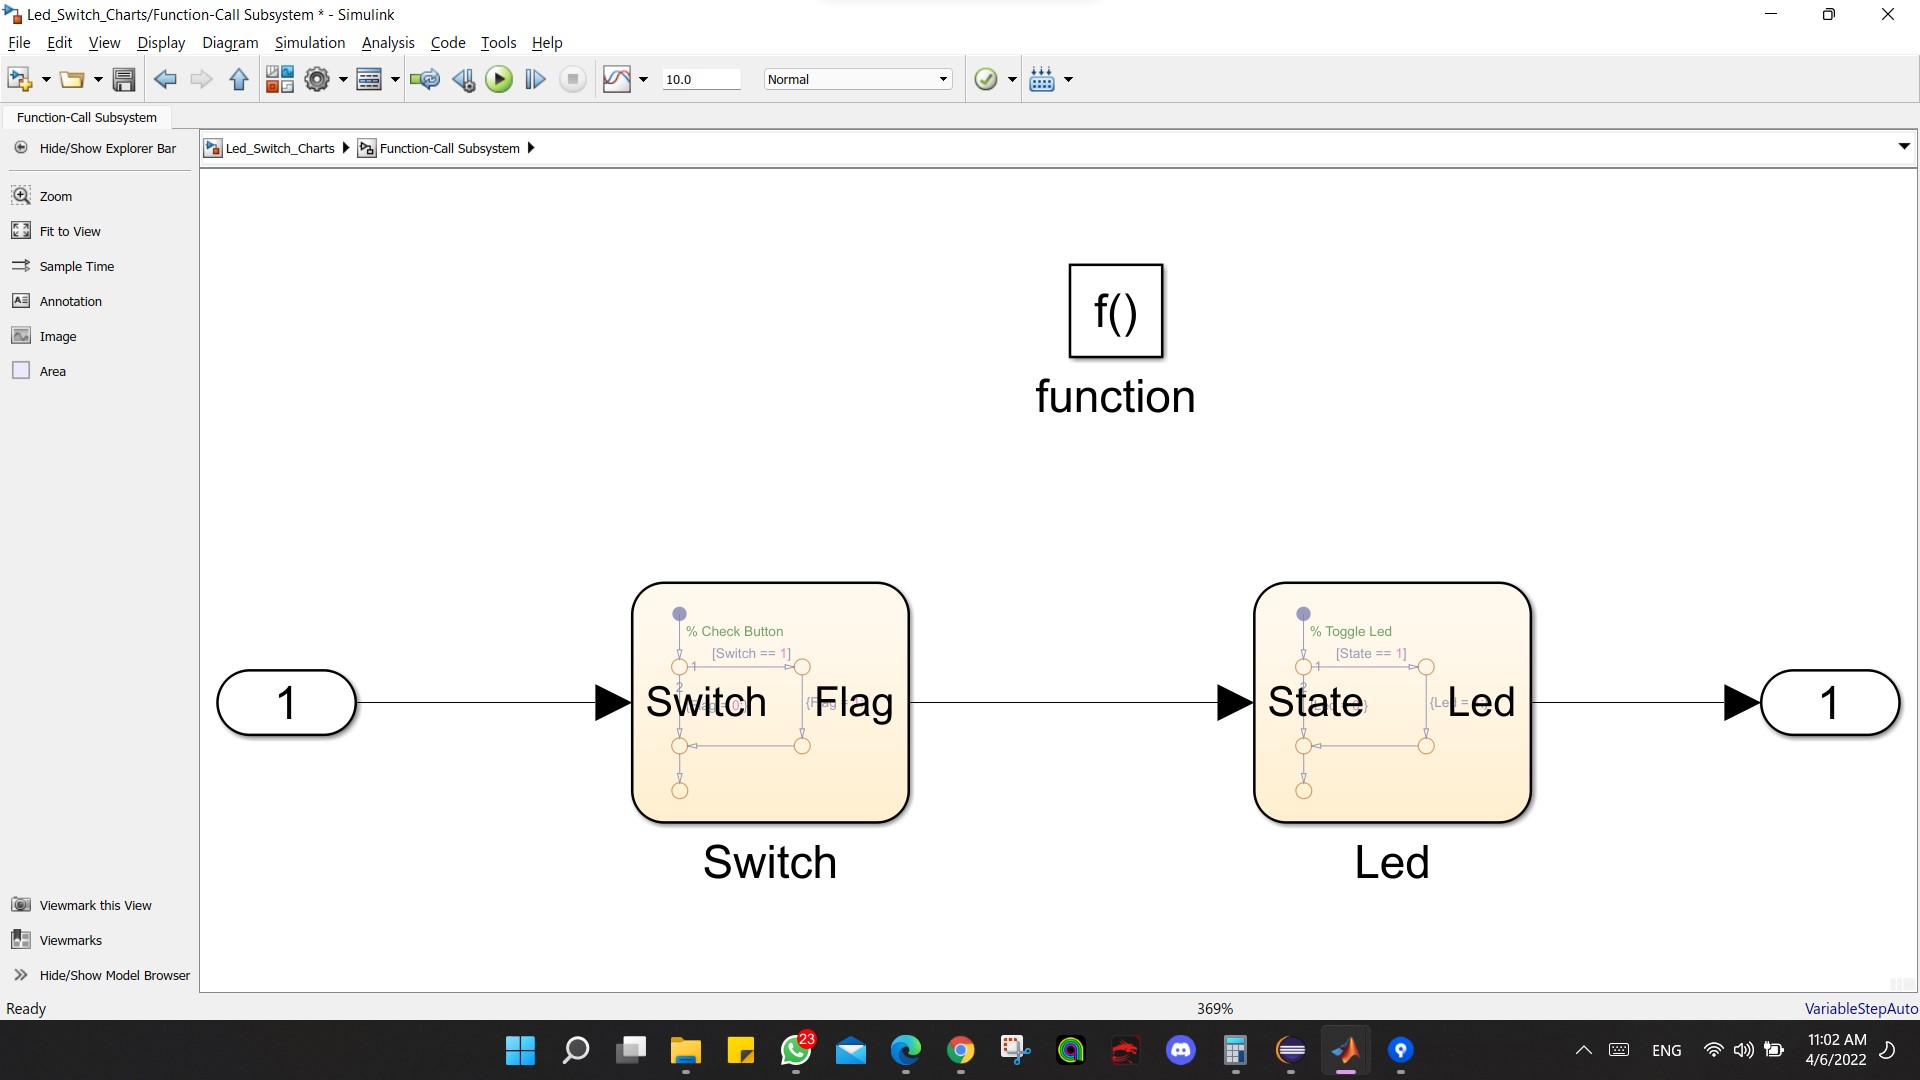 Led_Switch_Charts/Function-Call Subsystem * - Simulink
File Edit View Display Diagram Simulation Analysis Code Tools Help
10.0 Normal
Function-Call Subsystem
Hide/Show Explorer Bar
Led_Switch_Charts Function-Call Subsystem
Zoom
Fit to View
Sample Time
Annotation
Image
Area
f()
function
% Check Button
[Switch == 1]
1
2
% Toggle Led
[State == 1]
1
1
Switch
Flag
State
Led
1
Switch
Led
Viewmark this View
Viewmarks
Hide/Show Model Browser
Ready
369%
VariableStepAuto
23
ENG
11:02 AM
4/6/2022